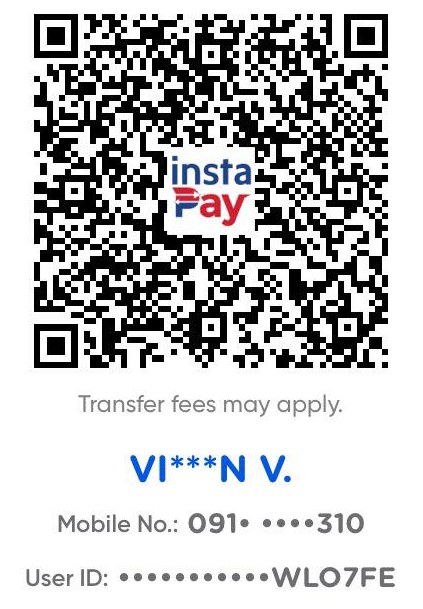 insta
Pay
Transfer fees may apply.
VI***N V.
Mobile No.: 091• ••••310
User ID: ••••••••••••WLO7FE